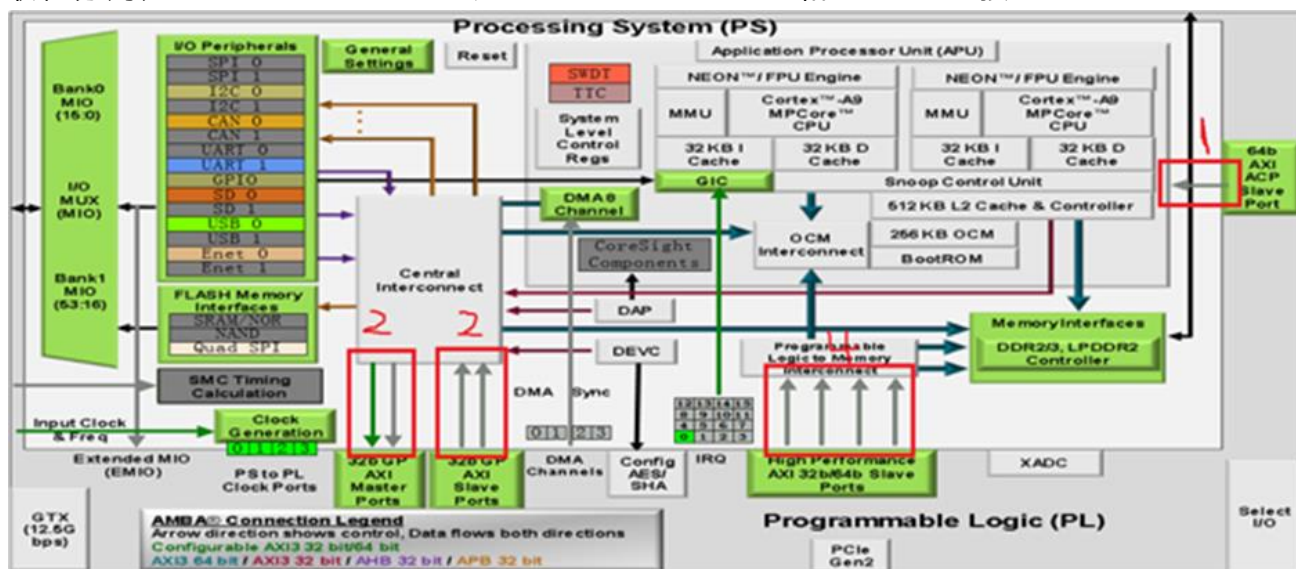 Processing System (PS)
I/O Peripherals
SPI 0
SPI 1
I2C 0
I2C 1
CAN 0
CAN 1
UART 0
UART 1
GPIO
SD 0
SD 1
USB 0
USB 1
Enet 0
Enet 1
Bank0
MIO
(15:0)
I/O
MUX
(MIO)
Bank1
MIO
(53:16)
FLASH Memory
Interfaces
SRAM/NOR
NAND
Quad SPI
SMC Timing
Calculation
General
Settings
Reset
Application Processor Unit (APU)
SWDT
TTC
System
Level
Control
Regs
NEON™/ FPU Engine
MMU
Cortex™-A9
MPCore™
CPU
32 KB I
Cache
32 KB D
Cache
NEON™/ FPU Engine
MMU
Cortex™-A9
MPCore™
CPU
32 KB I
Cache
32 KB D
Cache
1
64b
AXI
ACP
Slave
Port
GIC
Snoop Control Unit
DMA8
Channel
512 KB L2 Cache & Controller
OCM
Interconnect
256 KB OCM
BootROM
CoreSight
Components
Central
Interconnect
DAP
DEVC
2
2
4
Programmable
Logic to Memory
Interconnect
Memory Interfaces
DDR2/3, LPDDR2
Controller
DMA Sync
12 13 14 15
8 9 10 11
4 5 6 7
0 1 2 3
Input Clock
& Freq
Clock
Generation
0 1 2 3
0 1 2 3
Extended MIO
(EMIO)
PS to PL
Clock Ports
32b GP
AXI
Master
Ports
32b GP
AXI
Slave
Ports
DMA
Channels
Config
AES/
SHA
IRQ
High Performance
AXI 32b/64b Slave
Ports
XADC
GTX
(12.5G
bps)
AMBA® Connection Legend
Arrow direction shows control, Data flows both directions
Configurable AXI3 32 bit/64 bit
AXI3 64 bit / AXI3 32 bit / AHB 32 bit / APB 32 bit
Programmable Logic (PL)
PCIe
Gen2
Select
I/O